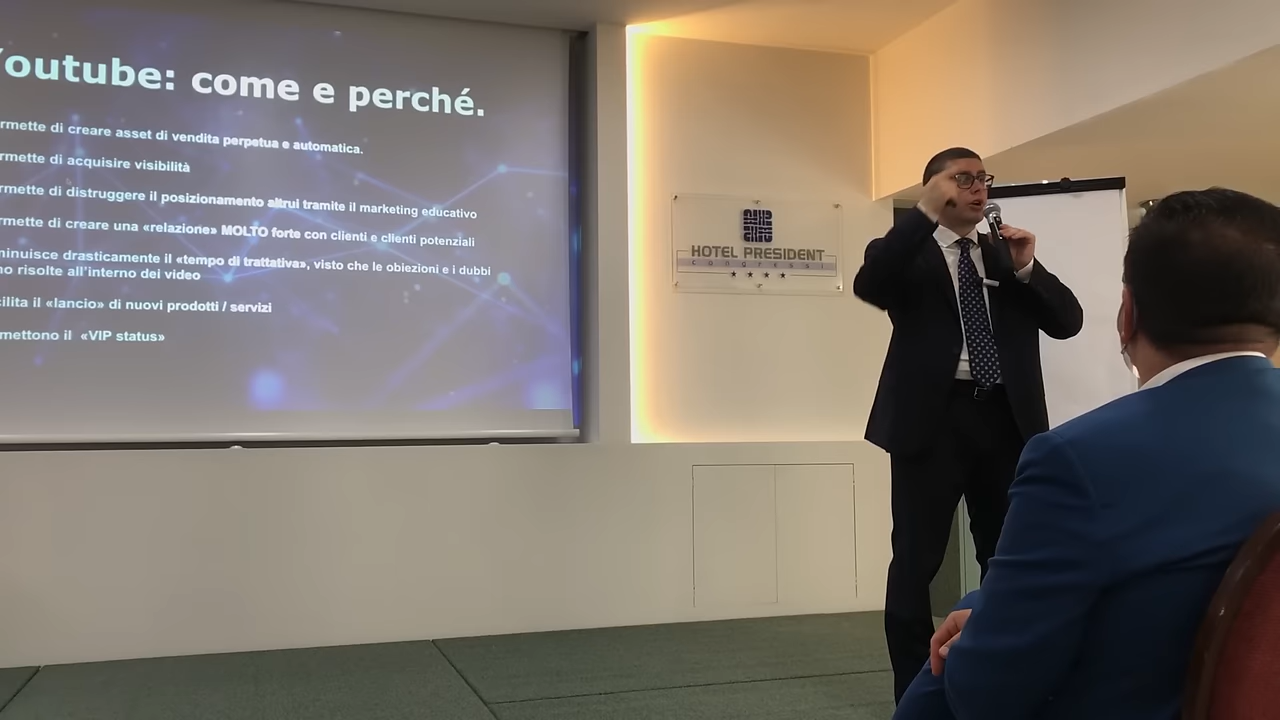 Youtube: come e perché.
rmette di creare asset di vendita perpetua e automatica.
rmette di acquisire visibilità
rmette di distruggere il posizionamento altrui tramite il marketing educativo
rmette di creare una «relazione» MOLTO forte con clienti e clienti potenziali
minuisce drasticamente il «tempo di trattativa», visto che le obiezioni e i dubbi
no risolte all'interno dei video
cilita il «lancio» di nuovi prodotti / servizi
mettono il «VIP status»
HOTEL PRESIDENT
congressi